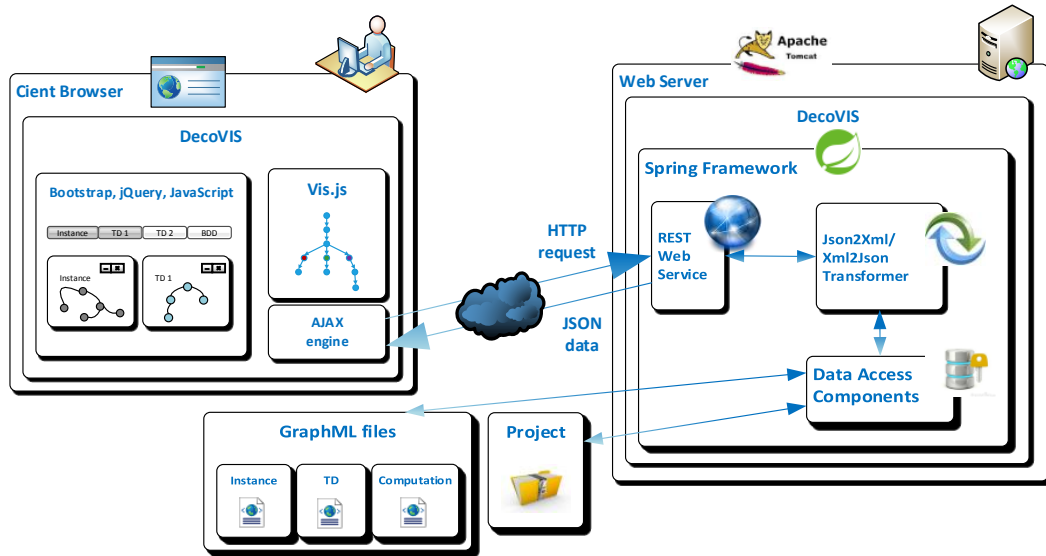 Cient Browser
DecoVIS
Bootstrap, jQuery, JavaScript
Instance
TD 1
TD 2
BDD
Instance
TD 1
Vis.js
AJAX
engine
HTTP
request
JSON
data
Apache
Tomcat
Web Server
DecoVIS
Spring Framework
REST
Web
Service
Json2Xml/
Xml2Json
Transformer
Data Access
Components
GraphML files
Instance
TD
Computation
Project